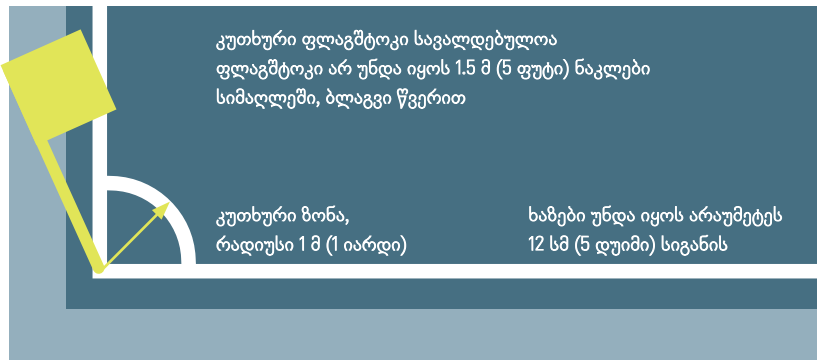 კუთხური ფლაგშტოკი სავალდებულოა
ფლაგშტოკი არ უნდა იყოს 1.5 მ (5 ფუტი) ნაკლები
სიმაღლეში, ბლაგვი წვერით
კუთხური ზონა,
რადიუსი 1 მ (1 იარდი)
ხაზები უნდა იყოს არაუმეტეს
12 სმ (5 დუიმი) სიგანის